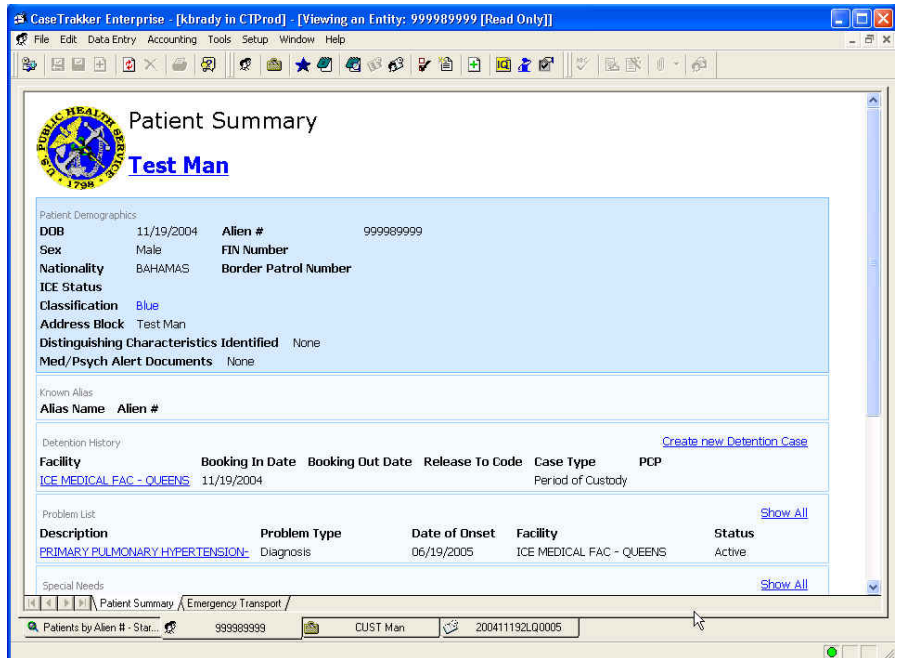 CaseTrakker Enterprise - [kbrady in CTProd] - [Viewing an Entity: 999989999 [Read Only]]
File Edit Data Entry Accounting Tools Setup Window Help
U.S. PUBLIC HEALTH SERVICE
1798
Patient Summary
Test Man
Patient Demographics
DOB 11/19/2004 Alien # 999989999
Sex Male FIN Number
Nationality BAHAMAS Border Patrol Number
ICE Status
Classification Blue
Address Block Test Man
Distinguishing Characteristics Identified None
Med/Psych Alert Documents None
Known Alias
Alias Name Alien #
Detention History Create new Detention Case
Facility Booking In Date Booking Out Date Release To Code Case Type PCP
ICE MEDICAL FAC - QUEENS 11/19/2004 Period of Custody
Problem List Show All
Description Problem Type Date of Onset Facility Status
PRIMARY PULMONARY HYPERTENSION- Diagnosis 06/19/2005 ICE MEDICAL FAC - QUEENS Active
Special Needs Show All
Patient Summary Emergency Transport
Patients by Alien # - Star... 999989999 CUST Man 200411192LQ0005